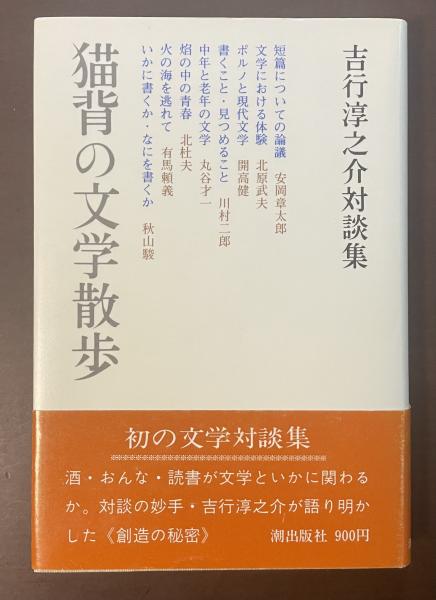 吉行淳之介対談集
短篇についての論議 安岡章太郎
文学における体験 北原武夫
ポルノと現代文学 開高健
書くこと・見つめること 川村二郎
中年と老年の文学 丸谷才一
焰の中の青春 北杜夫
火の海を逃れて 有馬頼義
いかに書くか・なにを書くか 秋山駿
猫背の文学散歩
初の文学対談集
※※※※※※※※※※※※※※※※※※※※※※※※※※※※
酒・おんな・読書が文学といかに関わる
か。対談の妙手・吉行淳之介が語り明か
した《創造の秘密》 潮出版社 900円